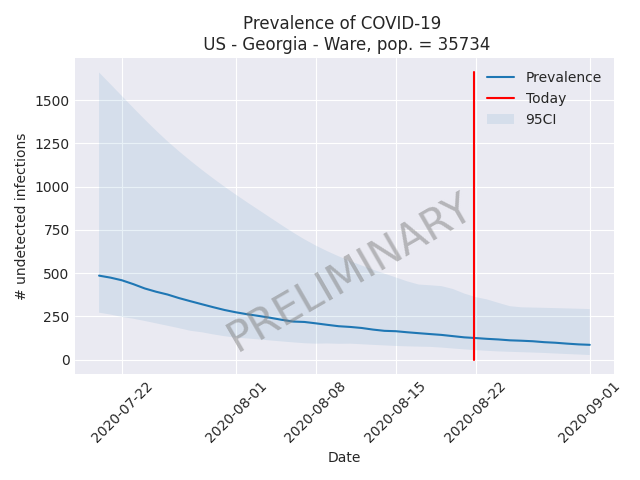 Prevalence of COVID-19
US - Georgia - Ware, pop. = 35734
Prevalence
Today
95CI
PRELIMINARY
# undetected infections
1500
1250
1000
750
500
250
0
2020-07-22
2020-08-01
2020-08-08
2020-08-15
2020-08-22
2020-09-01
Date